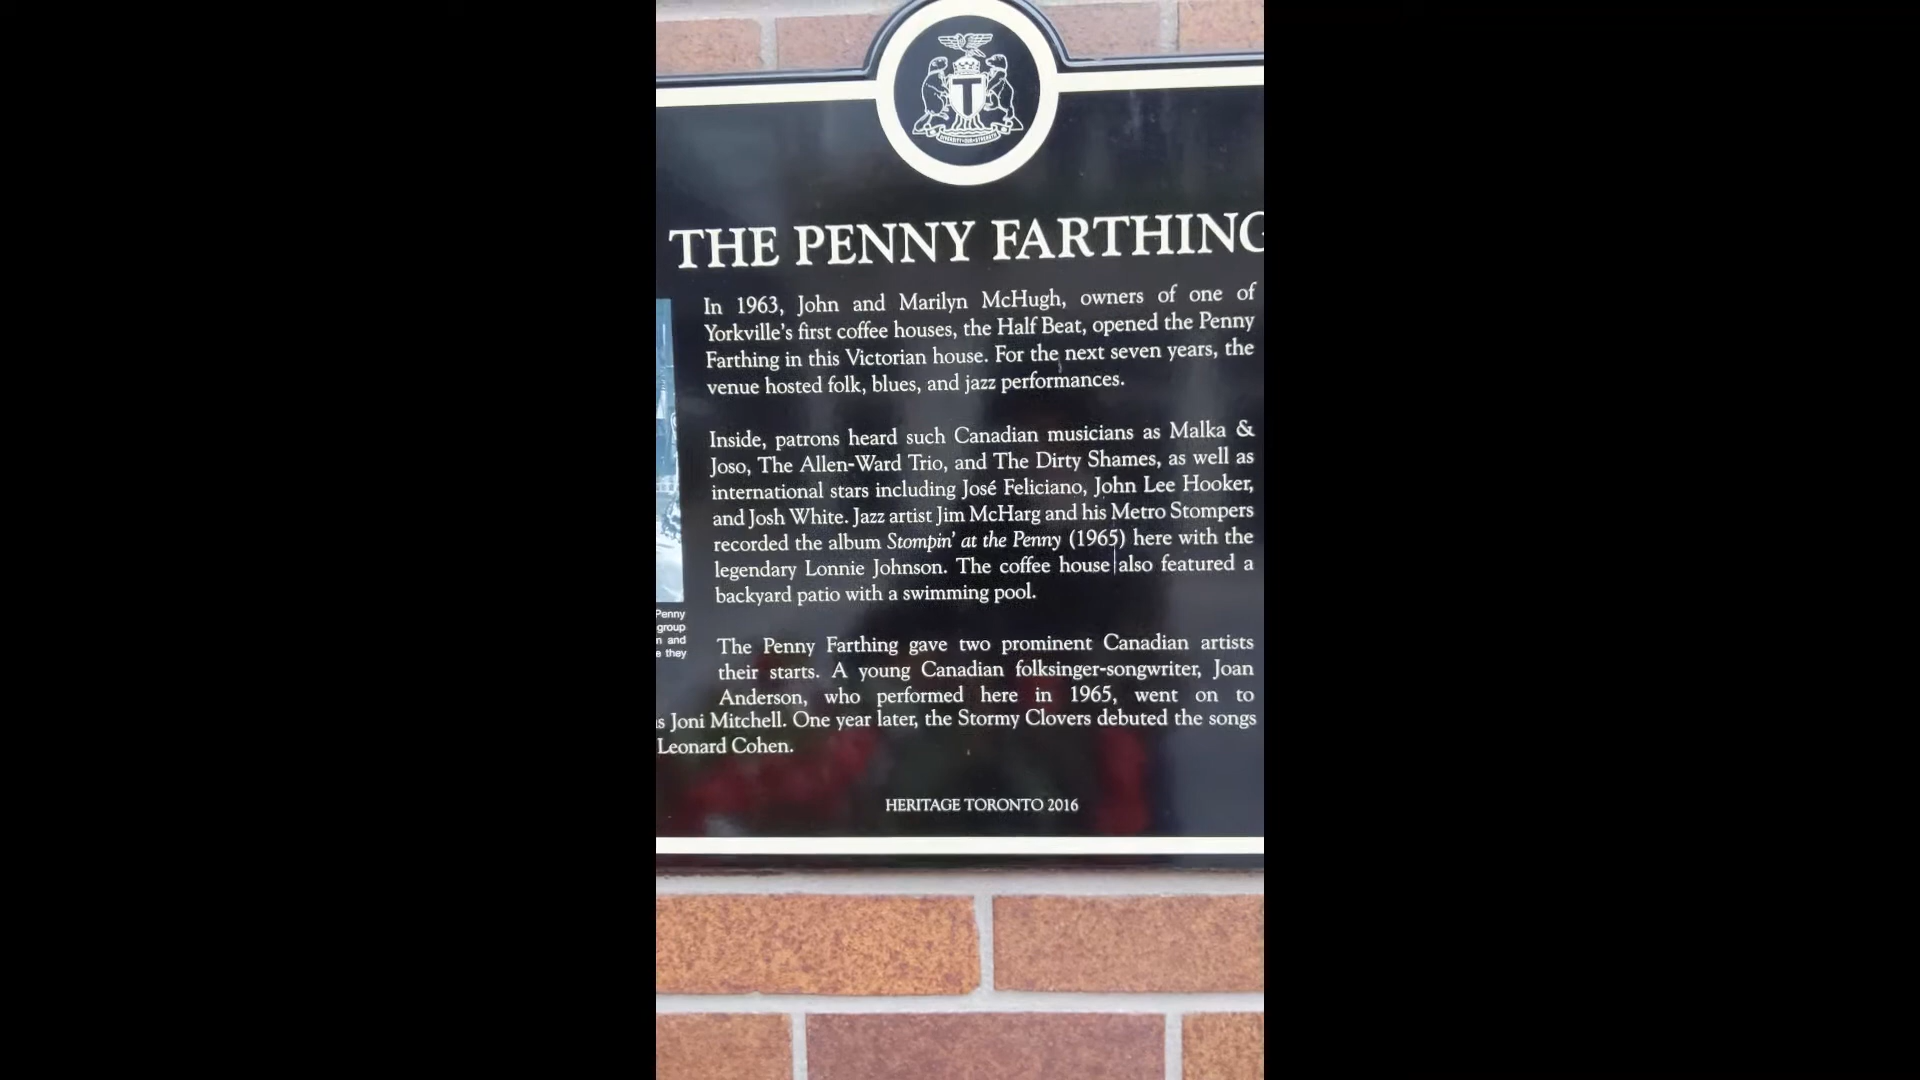 T
DIVERSITY OUR STRENGTH
THE PENNY FARTHING
In 1963, John and Marilyn McHugh, owners of one of
Yorkville's first coffee houses, the Half Beat, opened the Penny
Farthing in this Victorian house. For the next seven years, the
venue hosted folk, blues, and jazz performances.
Inside, patrons heard such Canadian musicians as Malka &
Joso, The Allen-Ward Trio, and The Dirty Shames, as well as
international stars including José Feliciano, John Lee Hooker,
and Josh White. Jazz artist Jim McHarg and his Metro Stompers
recorded the album Stompin' at the Penny (1965) here with the
legendary Lonnie Johnson. The coffee house also featured a
backyard patio with a swimming pool.
Penny
group
and
they
The Penny Farthing gave two prominent Canadian artists
their starts. A young Canadian folksinger-songwriter, Joan
Anderson, who performed here in 1965, went on to
Joni Mitchell. One year later, the Stormy Clovers debuted the songs
Leonard Cohen.
HERITAGE TORONTO 2016